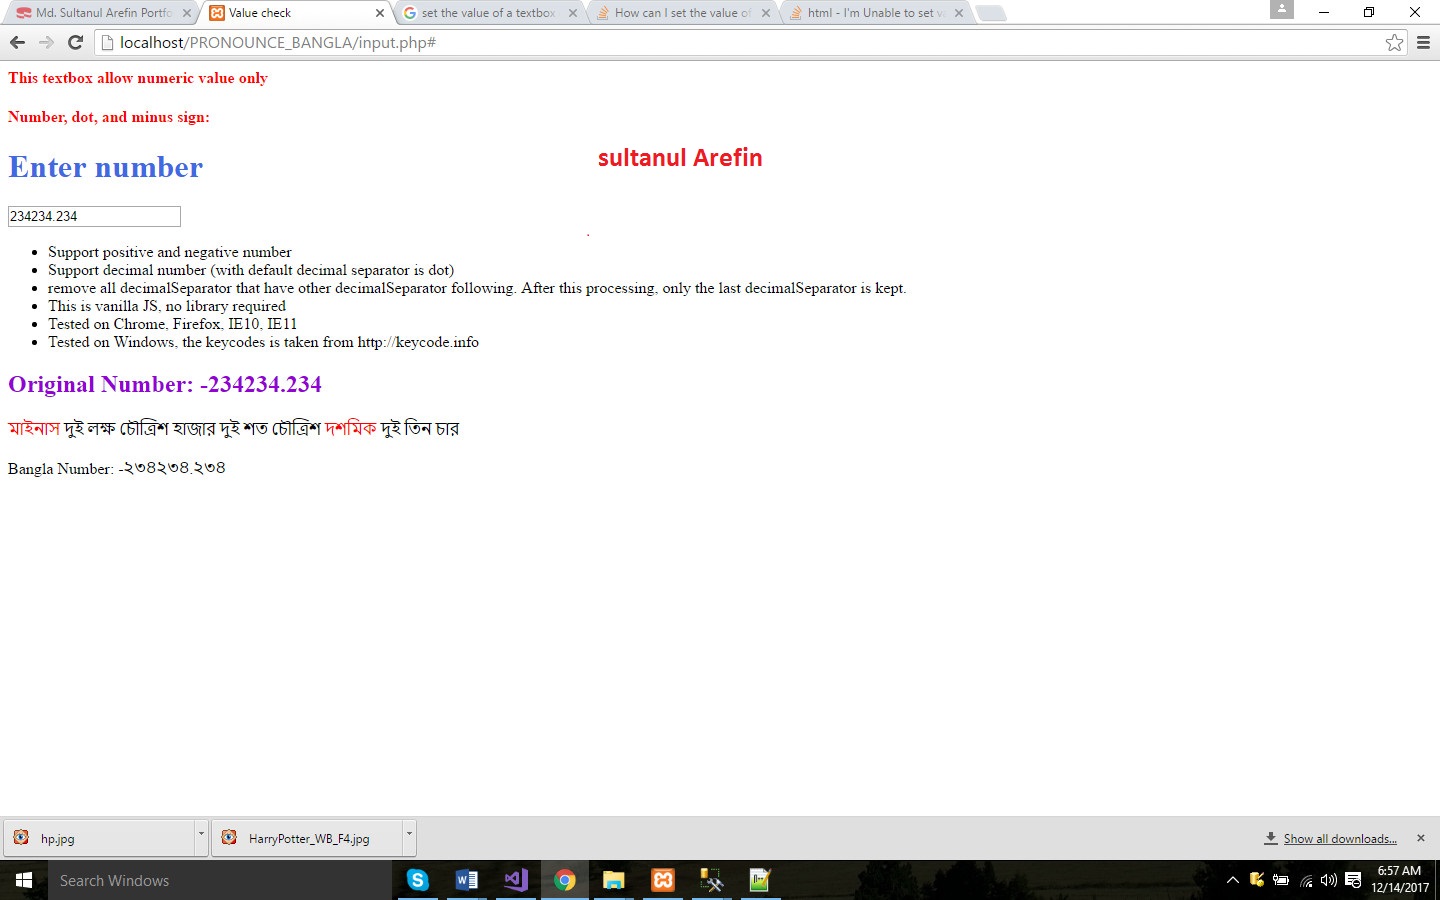 Md. Sultanul Arefin Portfo
Value check
set the value of a textbox
How can I set the value of
html - I'm Unable to set v
localhost/PRONOUNCE_BANGLA/input.php#
This textbox allow numeric value only
Number, dot, and minus sign:
Enter number
sultanul Arefin
234234.234
Support positive and negative number
Support decimal number (with default decimal separator is dot)
remove all decimalSeparator that have other decimalSeparator following. After this processing, only the last decimalSeparator is kept.
This is vanilla JS, no library required
Tested on Chrome, Firefox, IE10, IE11
Tested on Windows, the keycodes is taken from http://keycode.info
Original Number: -234234.234
মাইনাস দুই লক্ষ চৌত্রিশ হাজার দুই শত চৌত্রিশ দশমিক দুই তিন চার
Bangla Number: -২৩৪২৩৪.২৩৪
hp.jpg
HarryPotter_WB_F4.jpg
Show all downloads...
Search Windows
6:57 AM
12/14/2017